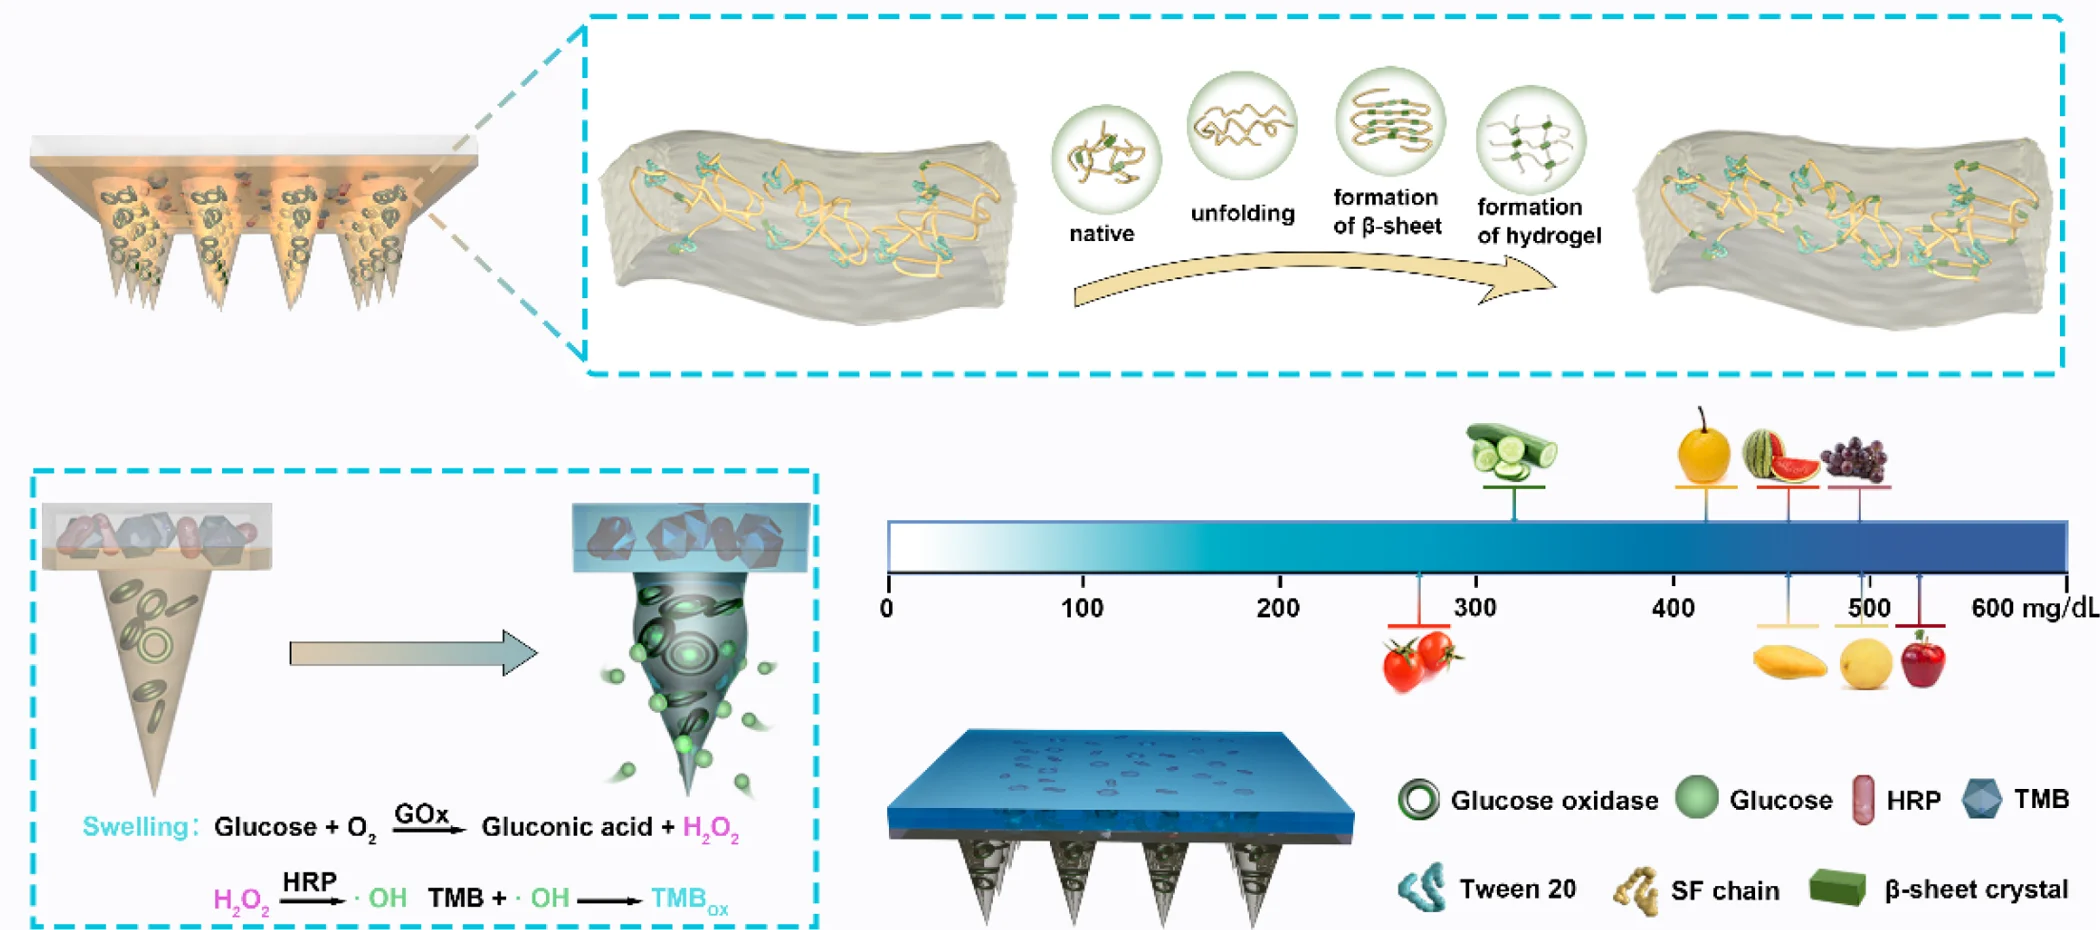 native
unfolding
formation
of β-sheet
formation
of hydrogel
0 100 200 300 400 500 600 mg/dL
Swelling: Glucose + O₂ GOx Gluconic acid + H₂O₂
H₂O₂ HRP · OH TMB + · OH TMBox
Glucose oxidase Glucose HRP TMB
Tween 20 SF chain β-sheet crystal